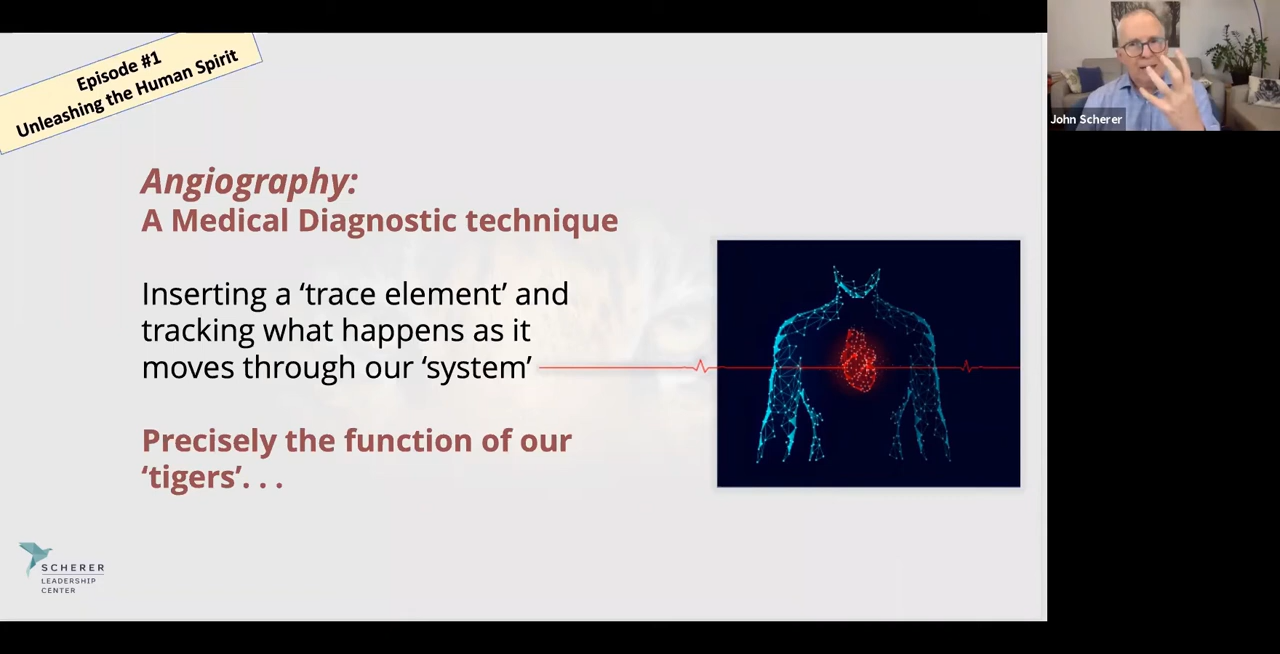 Episode #1
Unleashing the Human Spirit
Angiography:
A Medical Diagnostic technique
Inserting a ‘trace element’ and
tracking what happens as it
moves through our ‘system’
Precisely the function of our
‘tigers’. . .
SCHERER
LEADERSHIP
CENTER
John Scherer